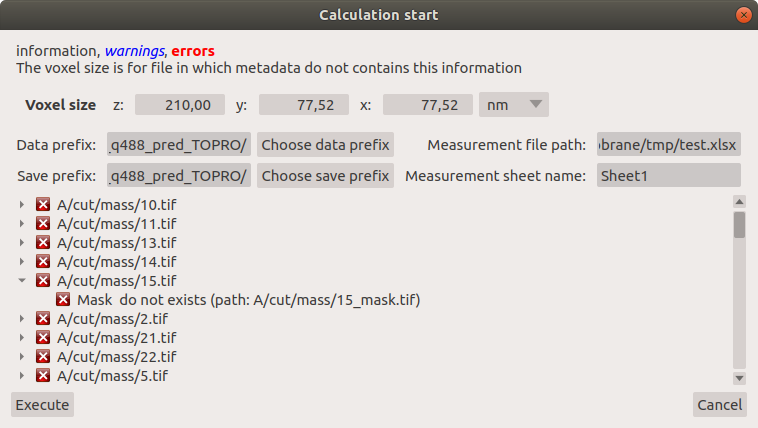 Calculation start
information, warnings, errors
The voxel size is for file in which metadata do not contains this information
Voxel size z: 210,00 y: 77,52 x: 77,52 nm
Data prefix: _q488_pred_TOPRO/ Choose data prefix Measurement file path: obrane/tmp/test.xlsx
Save prefix: _q488_pred_TOPRO/ Choose save prefix Measurement sheet name: Sheet1
A/cut/mass/10.tif
A/cut/mass/11.tif
A/cut/mass/13.tif
A/cut/mass/14.tif
A/cut/mass/15.tif
Mask do not exists (path: A/cut/mass/15_mask.tif)
A/cut/mass/2.tif
A/cut/mass/21.tif
A/cut/mass/22.tif
A/cut/mass/5.tif
Execute Cancel